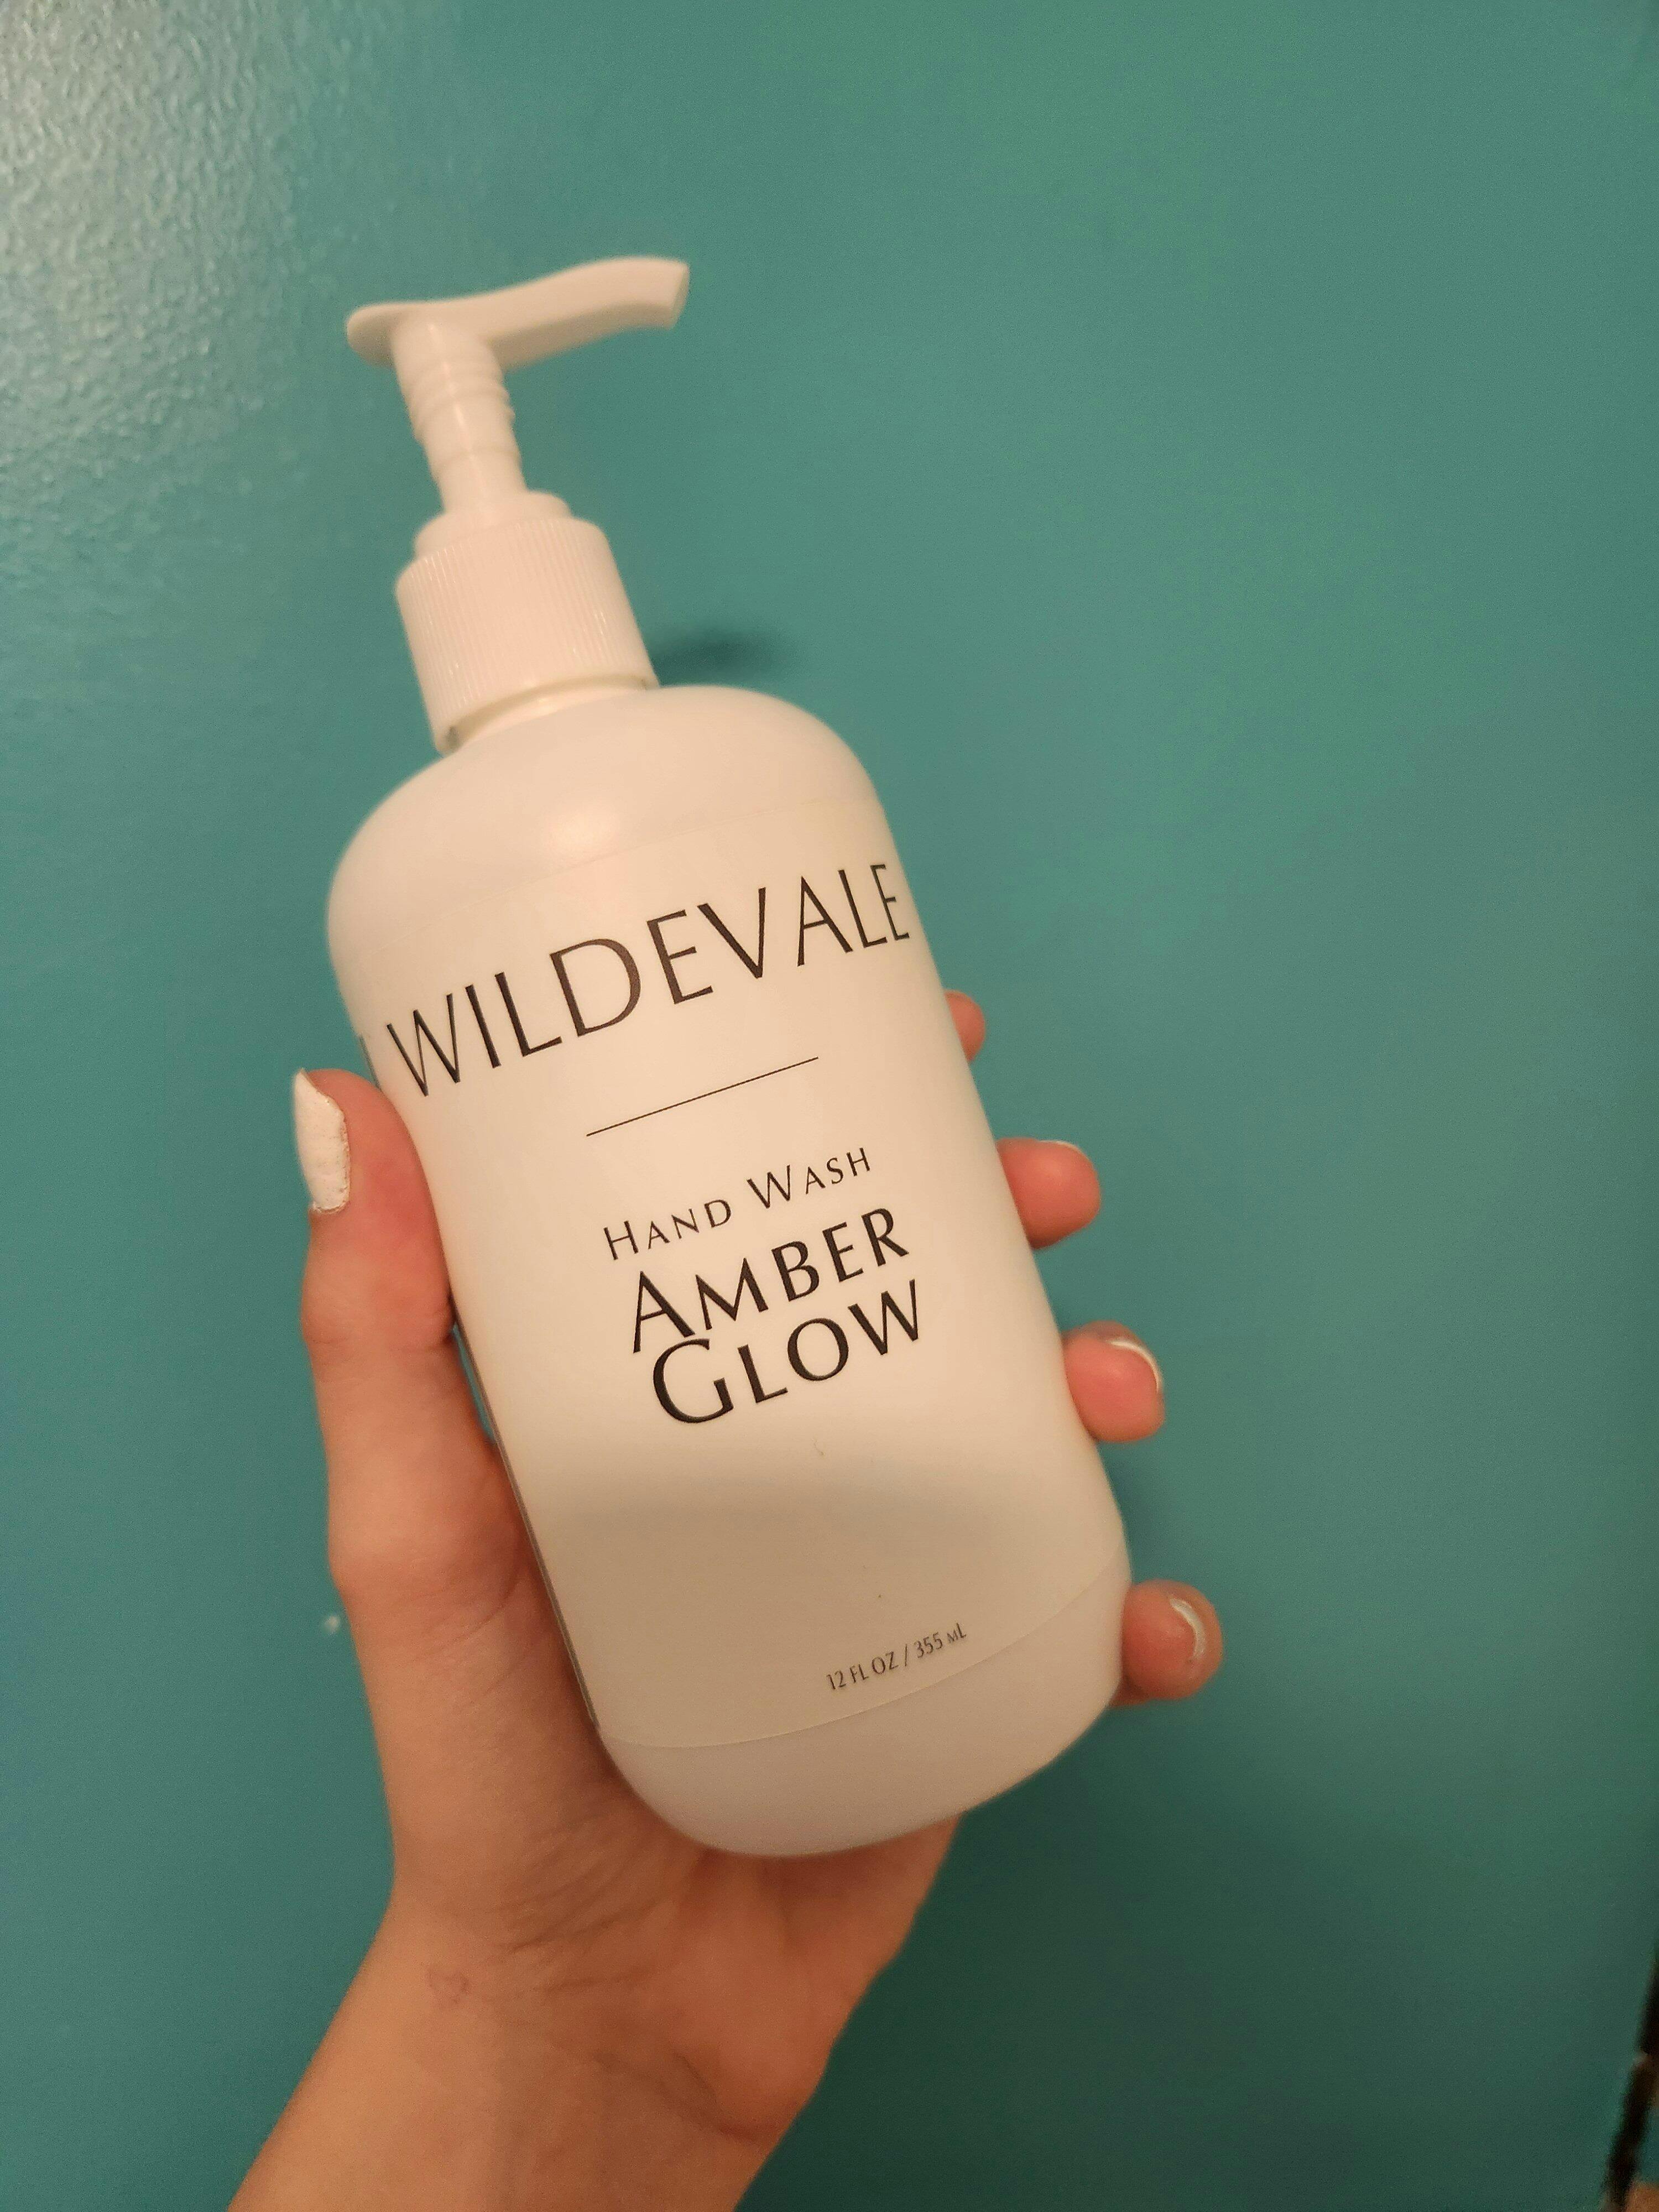 WILDEVALE
HAND WASH
AMBER
GLOW
12 FL OZ / 355 mL